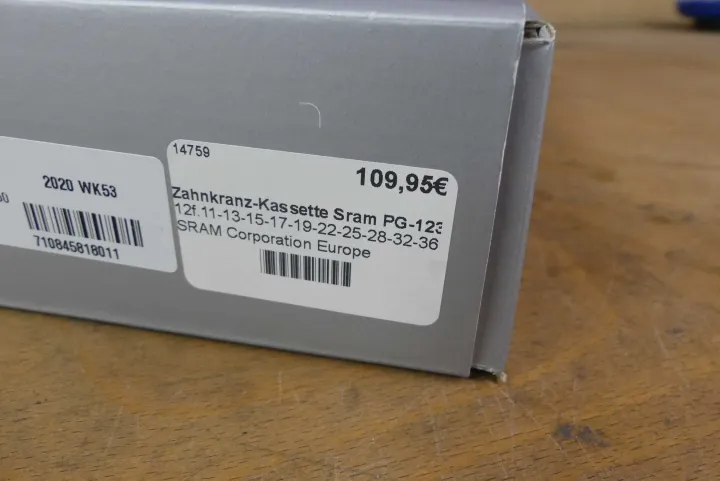 50
2020 WK53
710845818011
14759
109,95€
Zahnkranz-Kassette Sram PG-123
12f.11-13-15-17-19-22-25-28-32-36
SRAM Corporation Europe